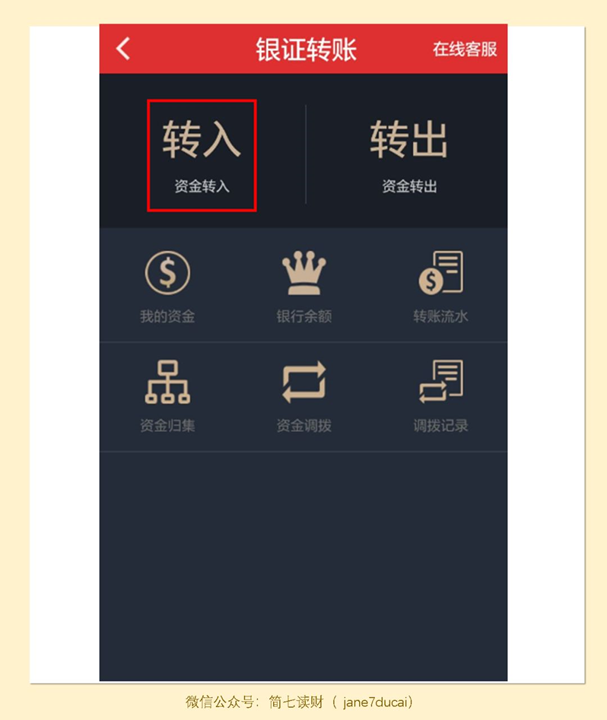 银证转账 在线客服
转入 转出
资金转入 资金转出
我的资金 银行余额 转账流水
资金归集 资金调拨 调拨记录
微信公众号：简七读财（ jane7ducai）